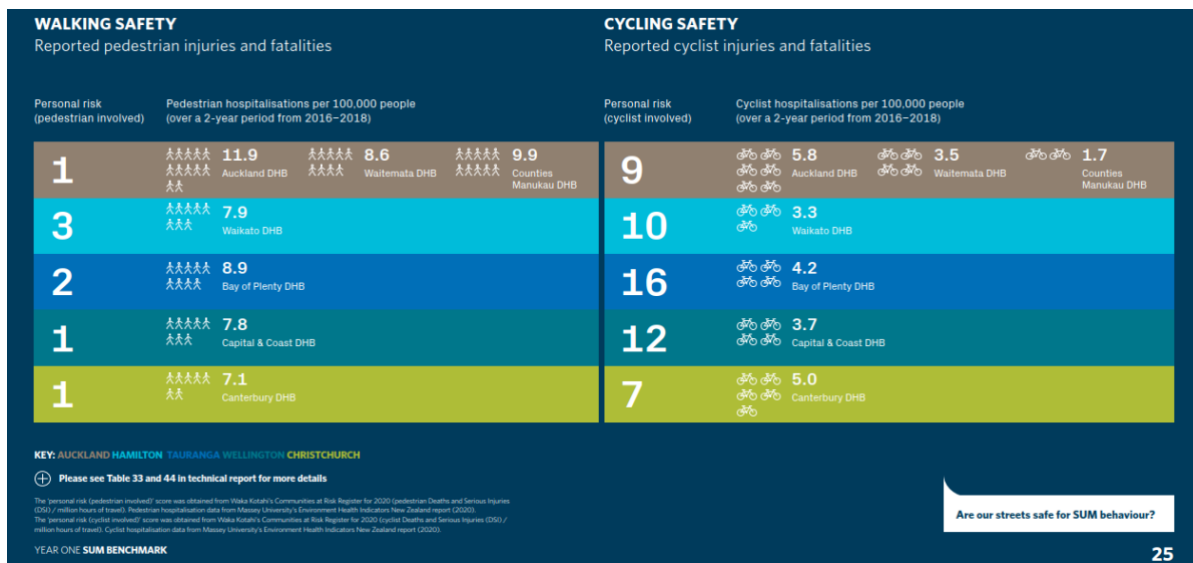 WALKING SAFETY
Reported pedestrian injuries and fatalities
Personal risk
(pedestrian involved)
Pedestrian hospitalisations per 100,000 people
(over a 2-year period from 2016–2018)
1
11.9
Auckland DHB
8.6
Waitemata DHB
9.9
Counties
Manukau DHB
3
7.9
Waikato DHB
2
8.9
Bay of Plenty DHB
1
7.8
Capital & Coast DHB
1
7.1
Canterbury DHB
CYCLING SAFETY
Reported cyclist injuries and fatalities
Personal risk
(cyclist involved)
Cyclist hospitalisations per 100,000 people
(over a 2-year period from 2016–2018)
9
5.8
Auckland DHB
3.5
Waitemata DHB
1.7
Counties
Manukau DHB
10
3.3
Waikato DHB
16
4.2
Bay of Plenty DHB
12
3.7
Capital & Coast DHB
7
5.0
Canterbury DHB
KEY: AUCKLAND HAMILTON TAURANGA WELLINGTON CHRISTCHURCH
Please see Table 33 and 44 in technical report for more details
The 'personal risk (pedestrian involved)' score was obtained from Waka Kotahi's Communities at Risk Register for 2020 (pedestrian Deaths and Serious Injuries
(DSI) / million hours of travel). Pedestrian hospitalisation data from Massey University's Environment Health Indicators New Zealand report (2020).
The 'personal risk (cyclist involved)' score was obtained from Waka Kotahi's Communities at Risk Register for 2020 (cyclist Deaths and Serious Injuries (DSI) /
million hours of travel). Cyclist hospitalisation data from Massey University's Environment Health Indicators New Zealand report (2020).
Are our streets safe for SUM behaviour?
YEAR ONE SUM BENCHMARK
25